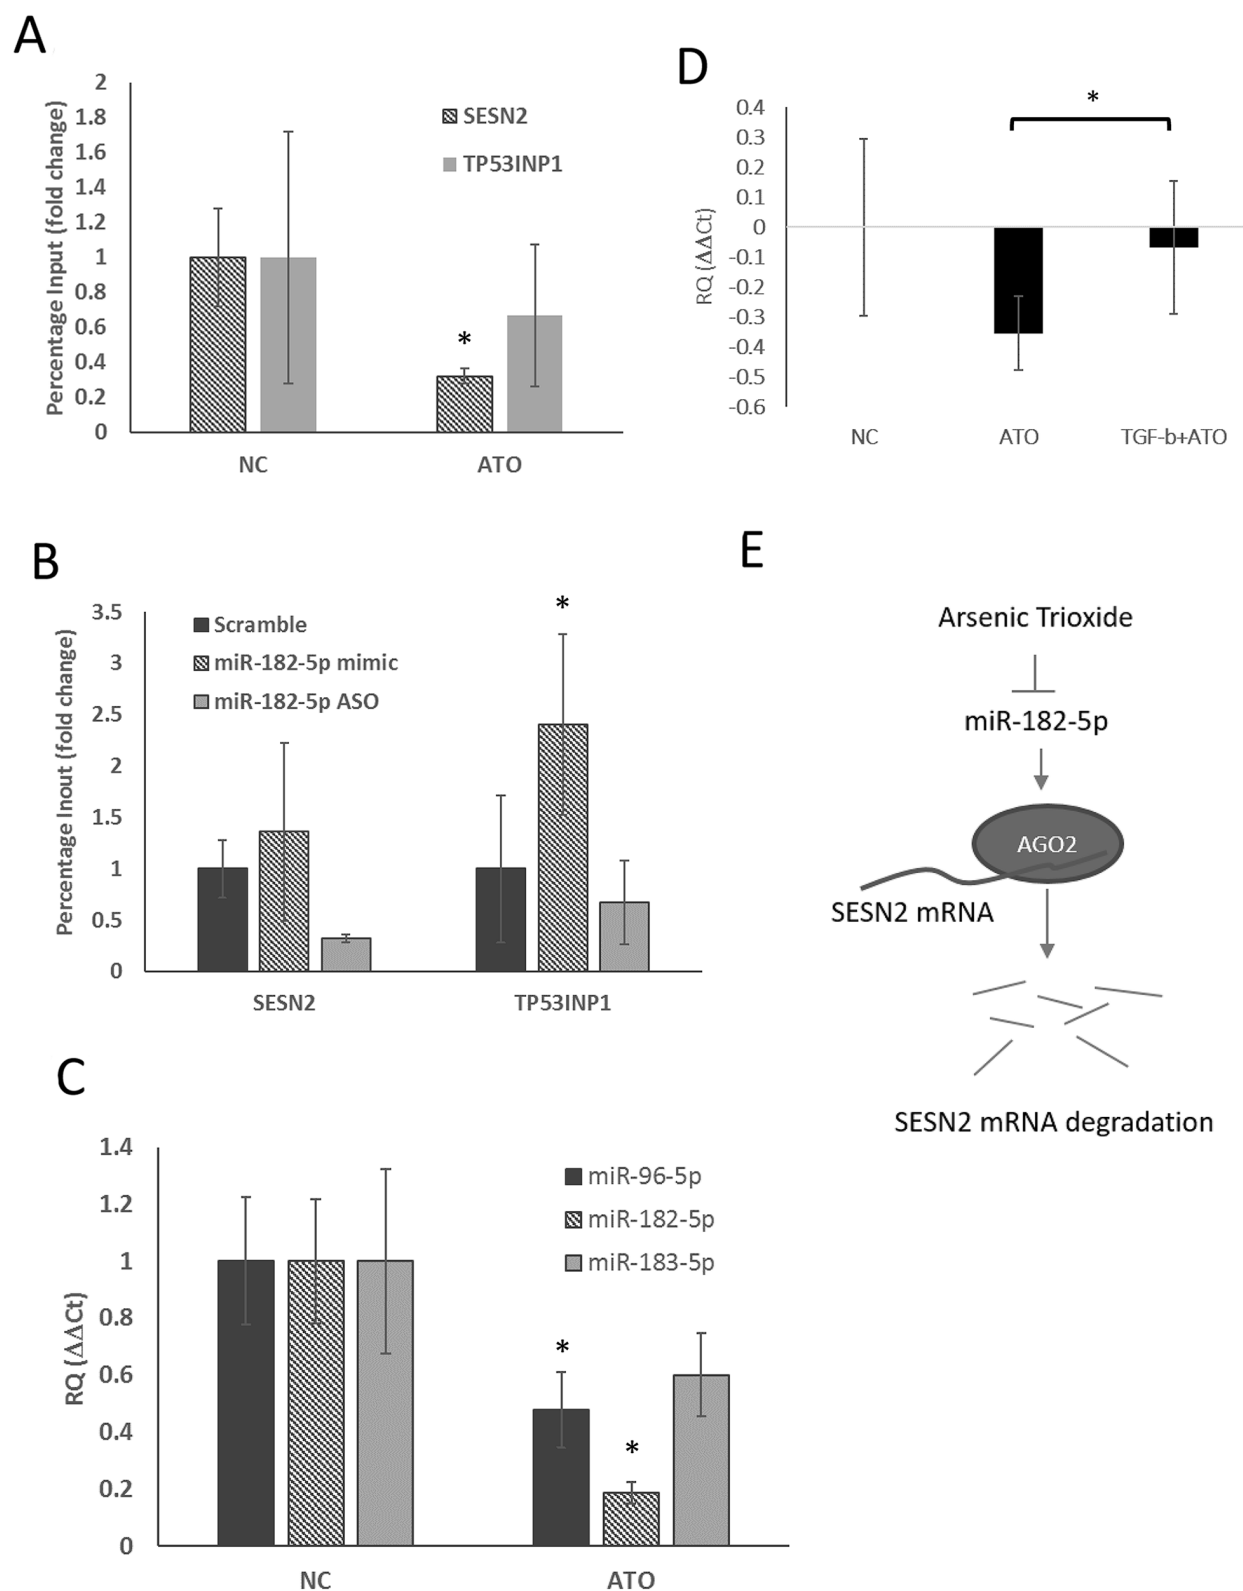 A
Percentage Input (fold change)
2
1.8
1.6
1.4
1.2
1
0.8
0.6
0.4
0.2
0
SESN2
TP53INP1
*
NC
ATO
B
Percentage Inout (fold change)
3.5
3
2.5
2
1.5
1
0.5
0
Scramble
miR-182-5p mimic
miR-182-5p ASO
*
SESN2
TP53INP1
C
RQ (ΔΔCt)
1.4
1.2
1
0.8
0.6
0.4
0.2
0
miR-96-5p
miR-182-5p
miR-183-5p
*
*
NC
ATO
D
RQ (ΔΔCt)
0.4
0.3
0.2
0.1
0
-0.1
-0.2
-0.3
-0.4
-0.5
-0.6
*
NC
ATO
TGF-b+ATO
E
Arsenic Trioxide
miR-182-5p
AGO2
SESN2 mRNA
SESN2 mRNA degradation